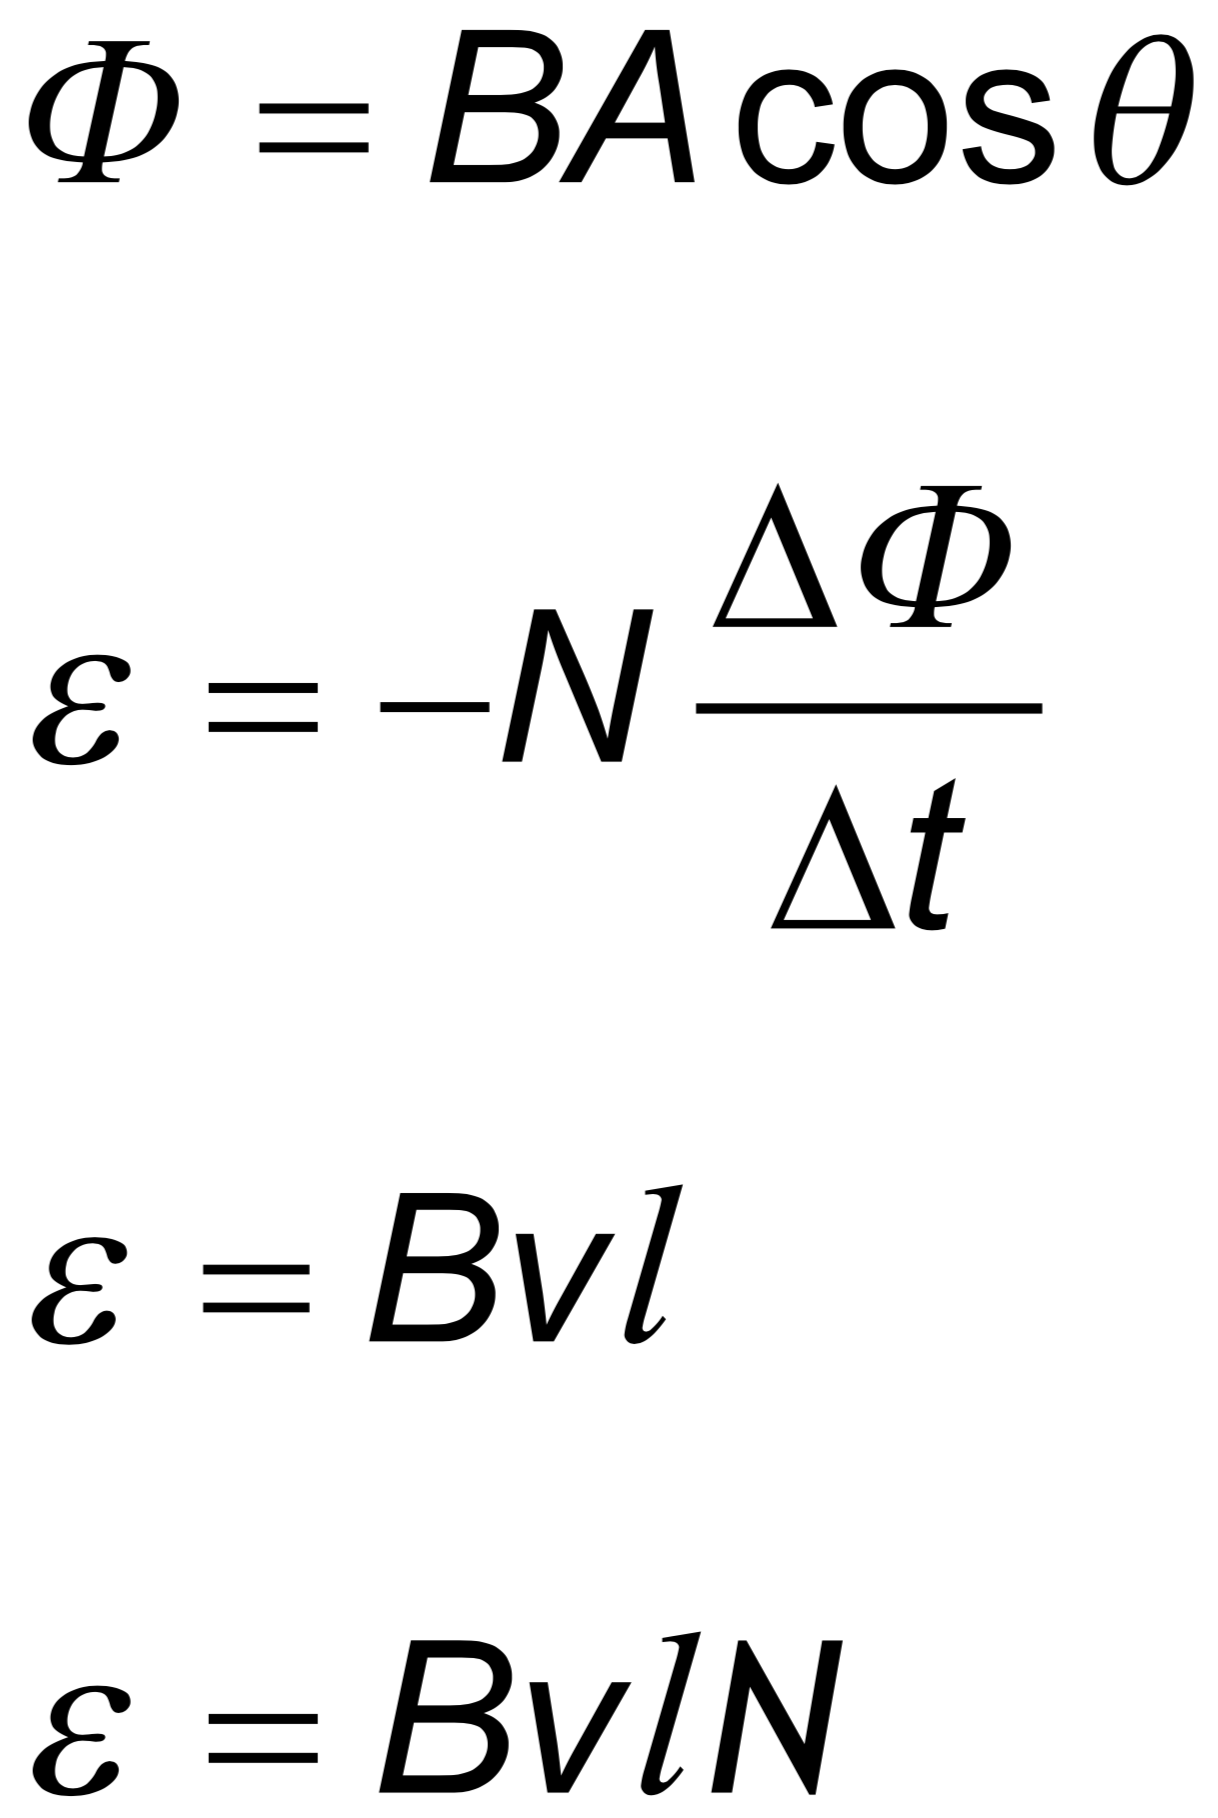 Φ = BA cos θ
ε = −N ΔΦ/Δt
ε = Bvl
ε = BvlN